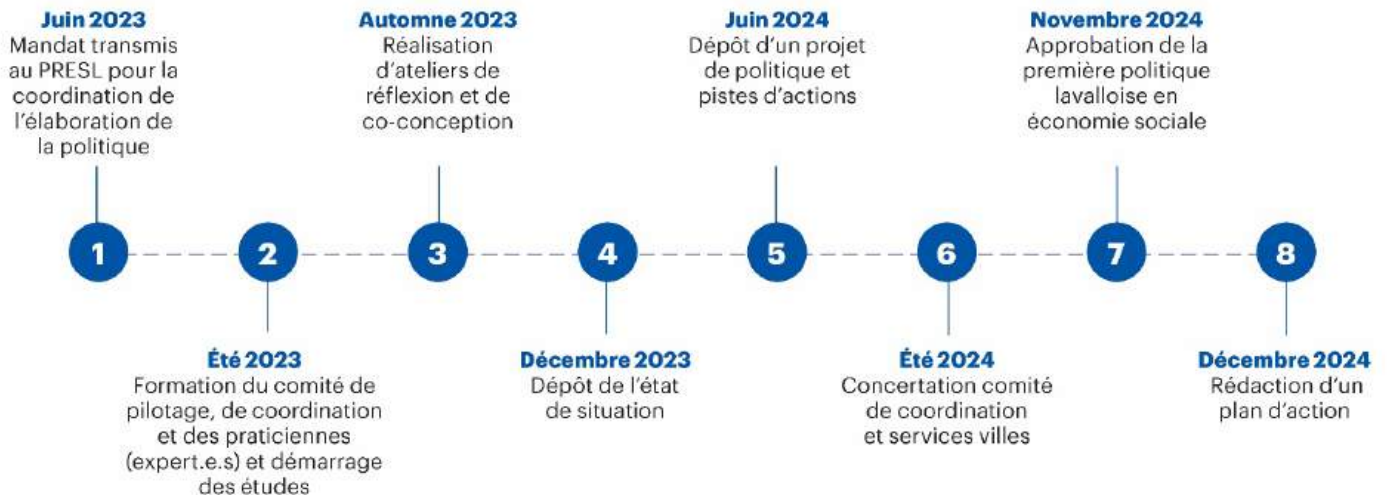 Juin 2023
Mandat transmis
au PRESL pour la
coordination de
l'élaboration de
la politique
Automne 2023
Réalisation
d'ateliers de
réflexion et de
co-conception
Juin 2024
Dépôt d'un projet
de politique et
pistes d'actions
Novembre 2024
Approbation de la
première politique
lavalloise en
économie sociale
1
2
3
4
5
6
7
8
Été 2023
Formation du comité de
pilotage, de coordination
et des praticiennes
(expert.e.s) et démarrage
des études
Décembre 2023
Dépôt de l'état
de situation
Été 2024
Concertation comité
de coordination
et services villes
Décembre 2024
Rédaction d'un
plan d'action